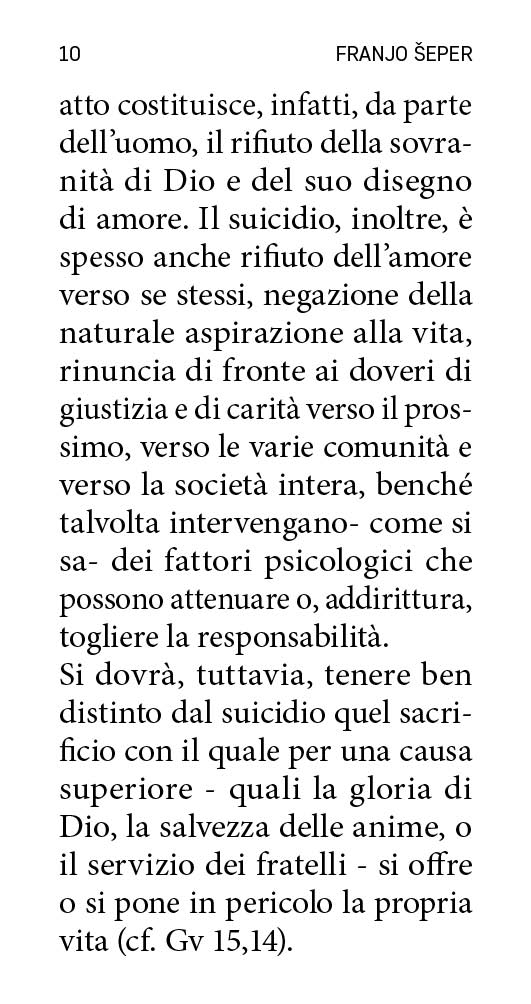 10 FRANJO ŠEPER
atto costituisce, infatti, da parte
dell’uomo, il rifiuto della sovra-
nità di Dio e del suo disegno
di amore. Il suicidio, inoltre, è
spesso anche rifiuto dell’amore
verso se stessi, negazione della
naturale aspirazione alla vita,
rinuncia di fronte ai doveri di
giustizia e di carità verso il pros-
simo, verso le varie comunità e
verso la società intera, benché
talvolta intervengano- come si
sa- dei fattori psicologici che
possono attenuare o, addirittura,
togliere la responsabilità.
Si dovrà, tuttavia, tenere ben
distinto dal suicidio quel sacri-
ficio con il quale per una causa
superiore - quali la gloria di
Dio, la salvezza delle anime, o
il servizio dei fratelli - si offre
o si pone in pericolo la propria
vita (cf. Gv 15,14).